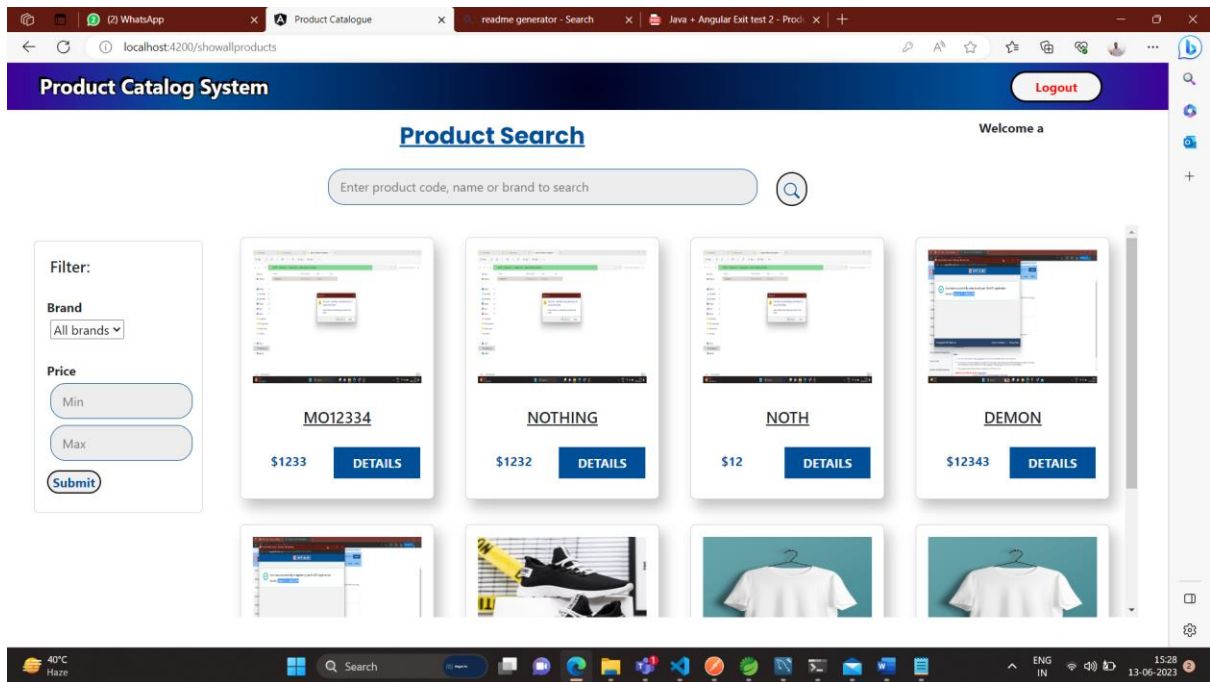 (2) WhatsApp
Product Catalogue
readme generator - Search
Java + Angular Exit test 2 - Prod
localhost:4200/showallproducts
Product Catalog System
Logout
Product Search
Welcome a
Enter product code, name or brand to search
Filter:
Brand
All brands
Price
Min
Max
Submit
MO12334
NOTHING
NOTH
DEMON
$1233 DETAILS
$1232 DETAILS
$12 DETAILS
$12343 DETAILS
40°C
Haze
Search
ENG
IN
15:28
13-06-2023
2